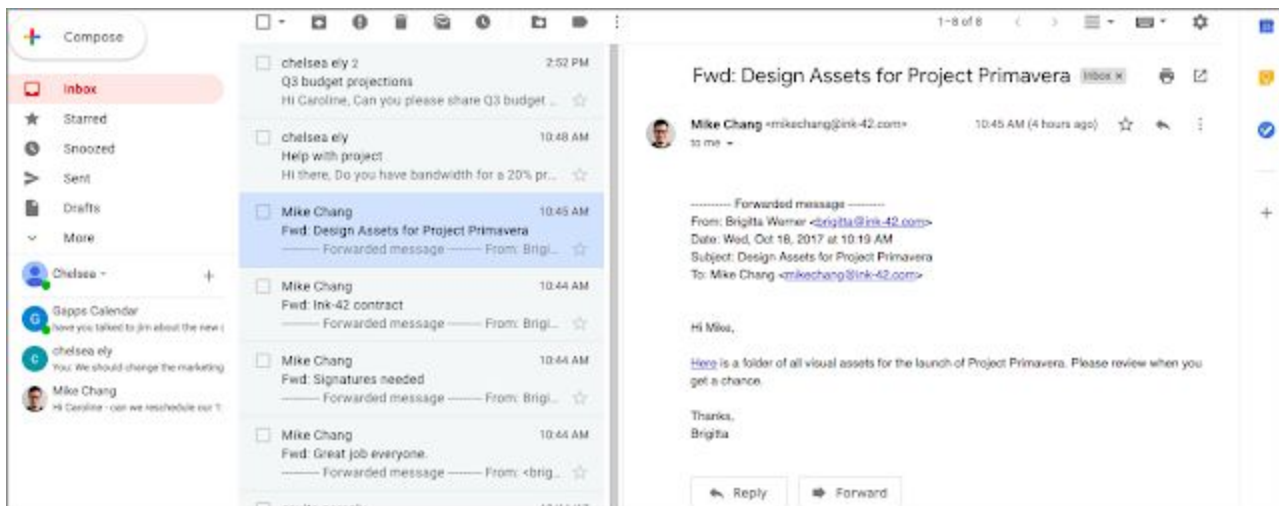 Compose
Inbox
Starred
Snoozed
Sent
Drafts
More
Chelsea
Gapps Calendar
have you talked to jim about the new
chelsea ely
You: We should change the marketing
Mike Chang
Hi Caroline - can we reschedule our 1:
chelsea ely 2 2:52 PM
Q3 budget projections
Hi Caroline, Can you please share Q3 budget ...
chelsea ely 10:48 AM
Help with project
Hi there, Do you have bandwidth for a 20% pr...
Mike Chang 10:45 AM
Fwd: Design Assets for Project Primavera
---------- Forwarded message ---------- From: Brigi...
Mike Chang 10:44 AM
Fwd: Ink-42 contract
---------- Forwarded message ---------- From: Brigi...
Mike Chang 10:44 AM
Fwd: Signatures needed
---------- Forwarded message ---------- From: Brigi...
Mike Chang 10:44 AM
Fwd: Great job everyone.
---------- Forwarded message ---------- From: <brig...
1–8 of 8
Fwd: Design Assets for Project Primavera Inbox x
Mike Chang <mikechang@ink-42.com> 10:45 AM (4 hours ago)
to me
---------- Forwarded message ----------
From: Brigitta Werner <brigitta@ink-42.com>
Date: Wed, Oct 18, 2017 at 10:19 AM
Subject: Design Assets for Project Primavera
To: Mike Chang <mikechang@ink-42.com>
Hi Mike,
Here is a folder of all visual assets for the launch of Project Primavera. Please review when you
get a chance.
Thanks,
Brigitta
Reply Forward